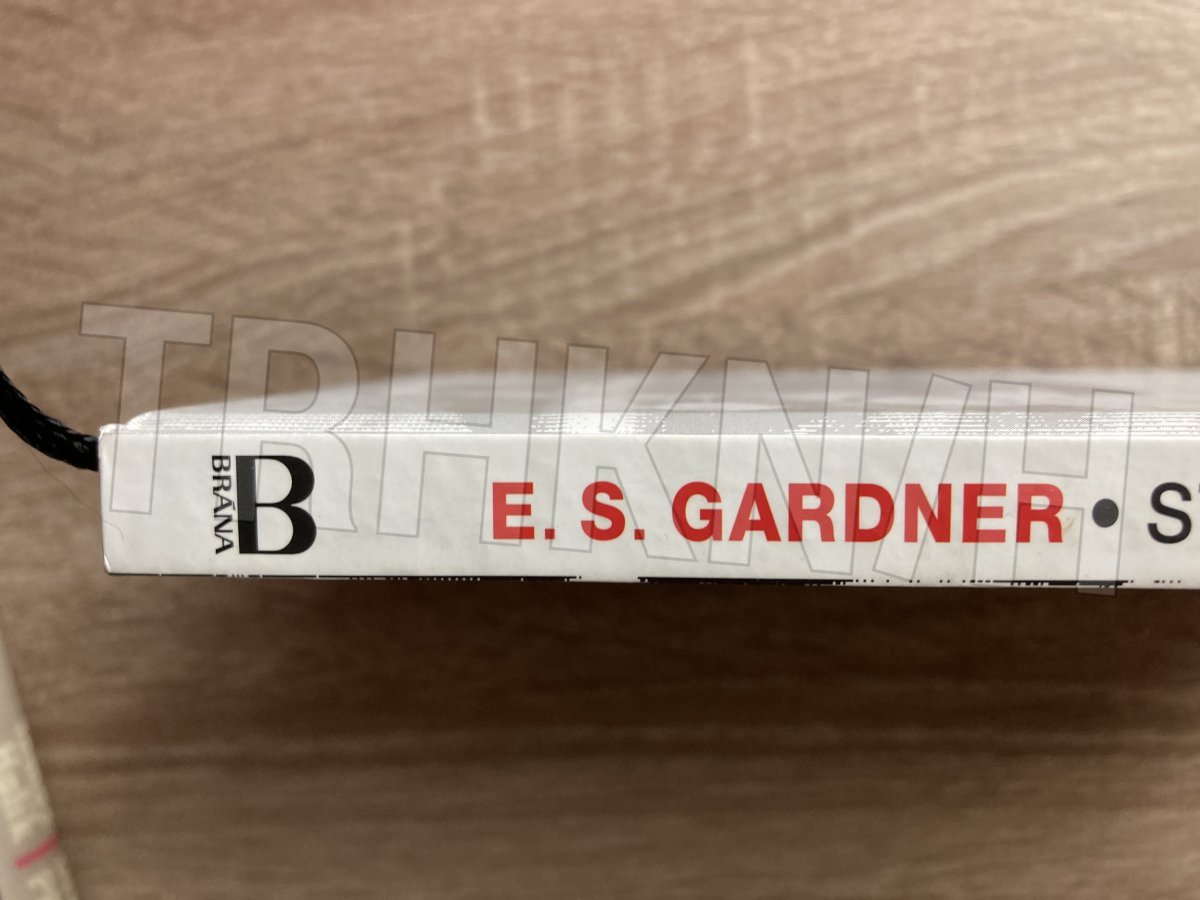 BRÁNA
B
E. S. GARDNER • S
TRHKNIH